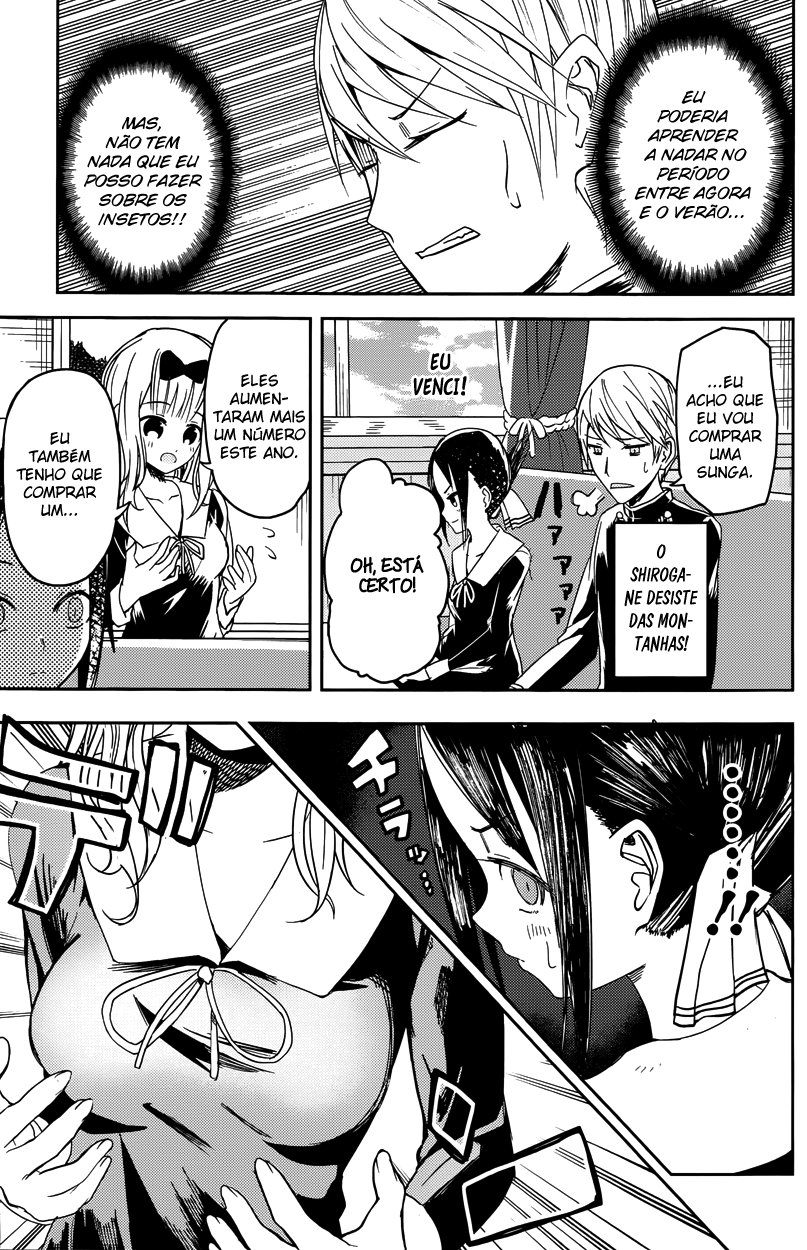 EU
PODERIA
APRENDER
A NADAR NO
PERÍODO
ENTRE AGORA
E O VERÃO...
MAS,
NÃO TEM
NADA QUE EU
POSSO FAZER
SOBRE OS
INSETOS!!
...EU
ACHO QUE
EU VOU
COMPRAR
UMA
SUNGA.
O
SHIROGA-
NE DESISTE
DAS MON-
TANHAS!
EU
VENCI!
OH, ESTÁ
CERTO!
ハァァァァ
ELES
AUMEN-
TARAM MAIS
UM NÚMERO
ESTE ANO.
EU
TAMBÉM
TENHO QUE
COMPRAR
UM...
チラッ…